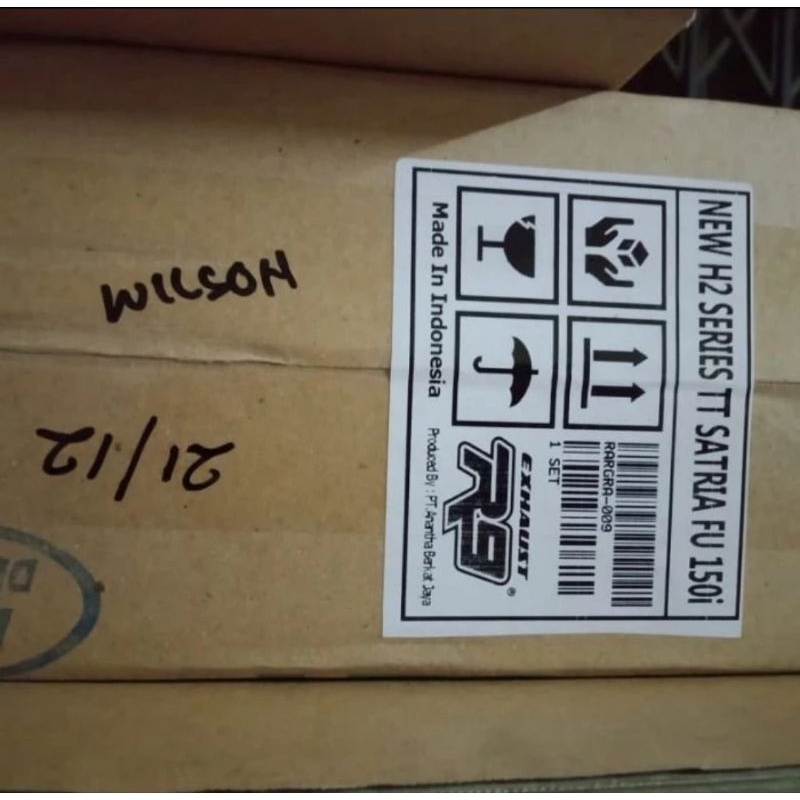 WILSON
21/12
NEW H2 SERIES TT SATRIA FU 150i
RARGRA-009
1 SET
EXHAUST
R9
®
Made In Indonesia
Produced By : PT.Anantha Berkat Jaya